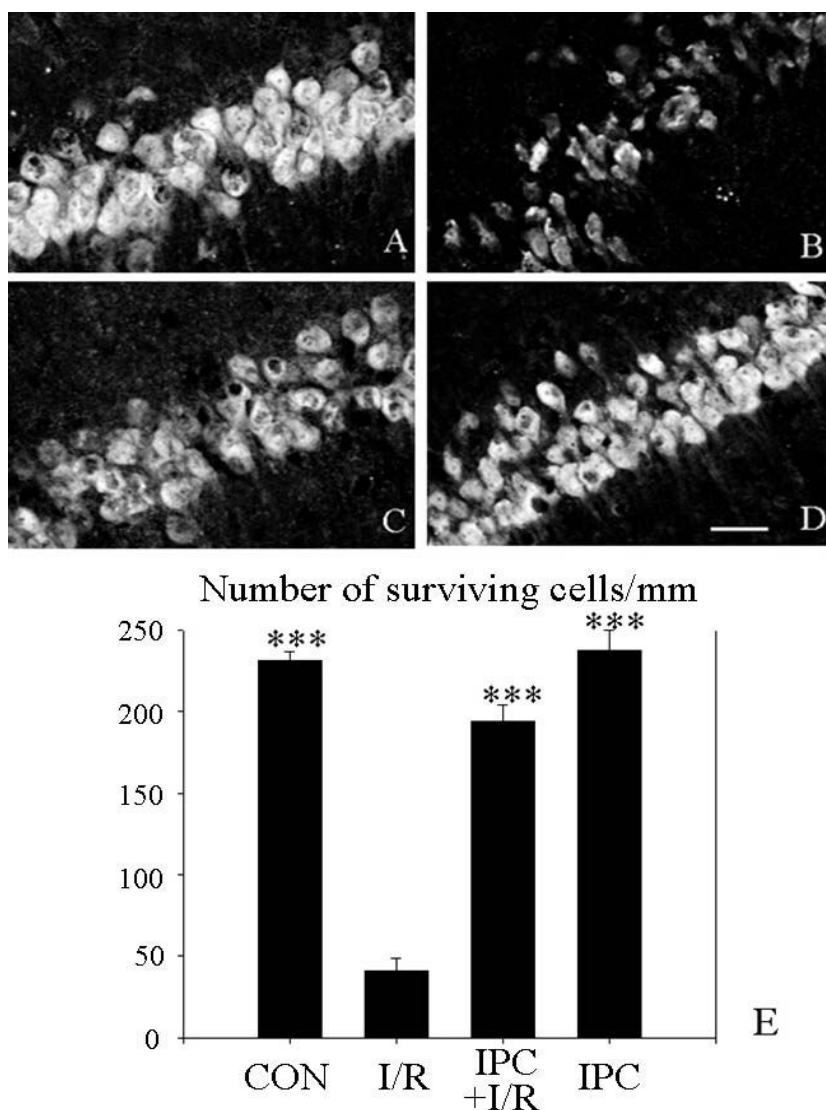 A
B
C
D
Number of surviving cells/mm
250
200
150
100
50
0
***
***
***
E
CON
I/R
IPC
+I/R
IPC